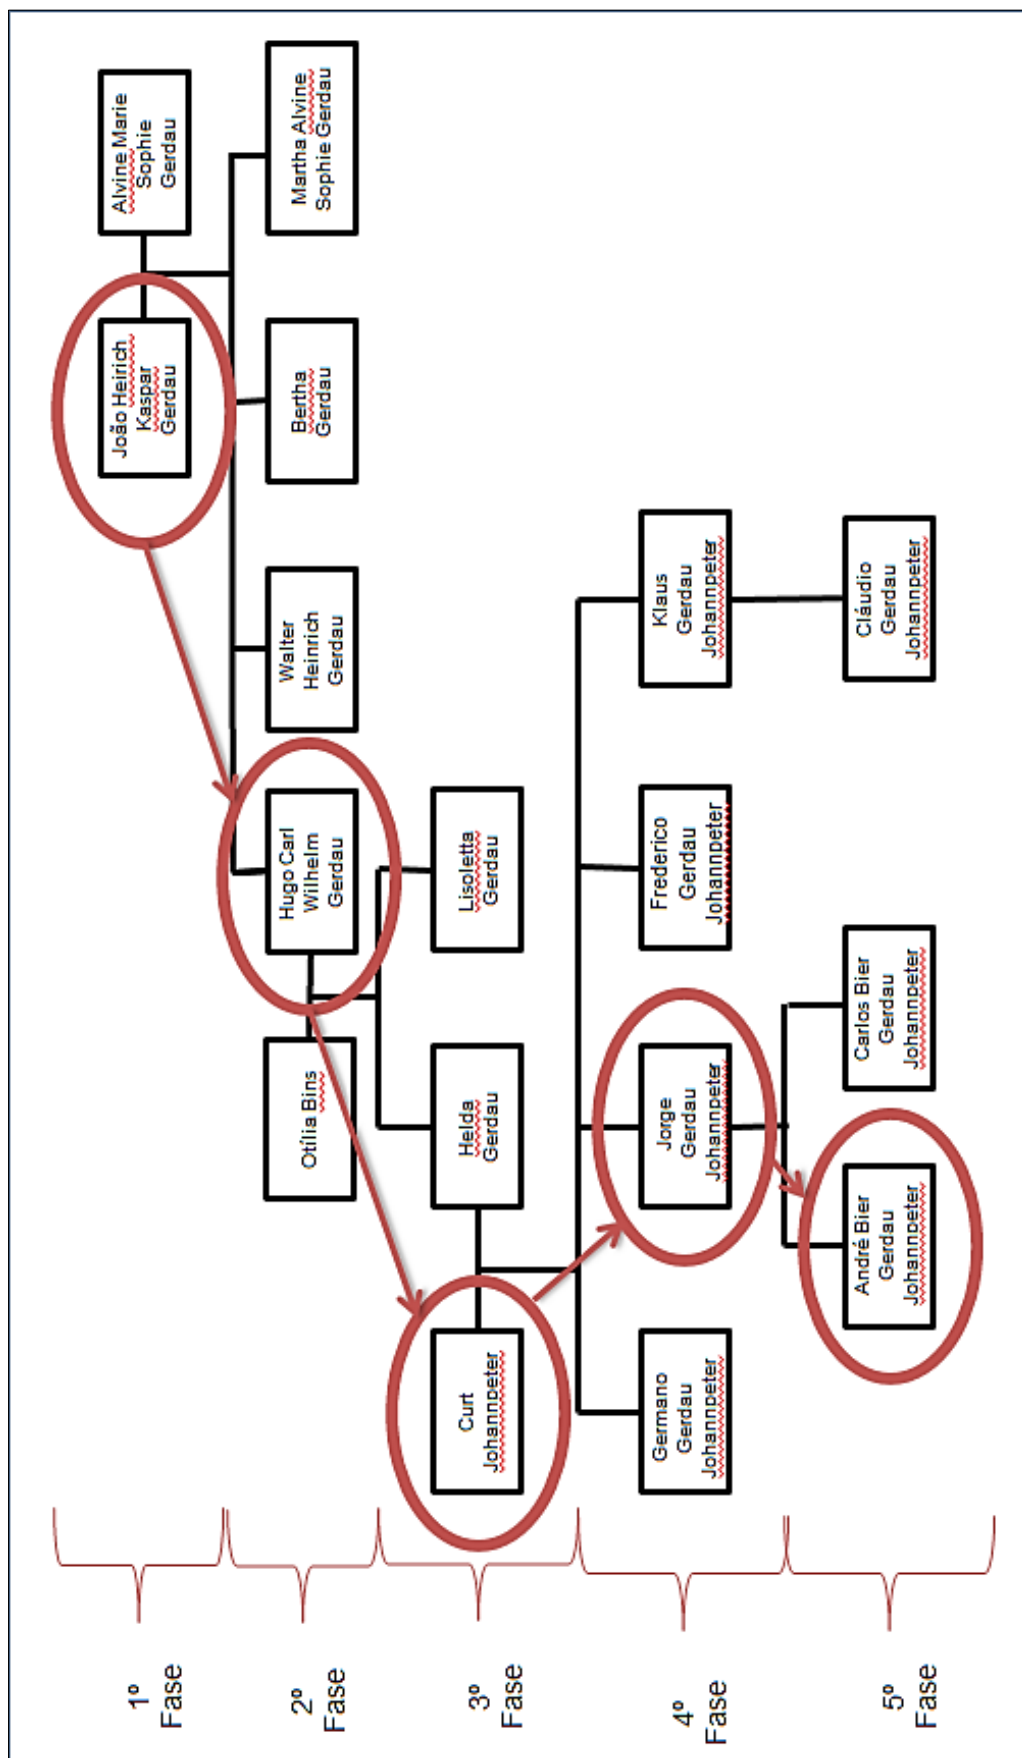 1º
Fase
João Heirich
Kaspar
Gerdau
Alvine Marie
Sophie
Gerdau
2º
Fase
Otília Bins
Hugo Carl
Wilhelm
Gerdau
Walter
Heinrich
Gerdau
Bertha
Gerdau
Martha Alvine
Sophie Gerdau
3º
Fase
Curt
Johannpeter
Helda
Gerdau
Lisoletta
Gerdau
4º
Fase
Germano
Gerdau
Johannpeter
Jorge
Gerdau
Johannpeter
Frederico
Gerdau
Johannpeter
Klaus
Gerdau
Johannpeter
5º
Fase
André Bier
Gerdau
Johannpeter
Carlos Bier
Gerdau
Johannpeter
Cláudio
Gerdau
Johannpeter